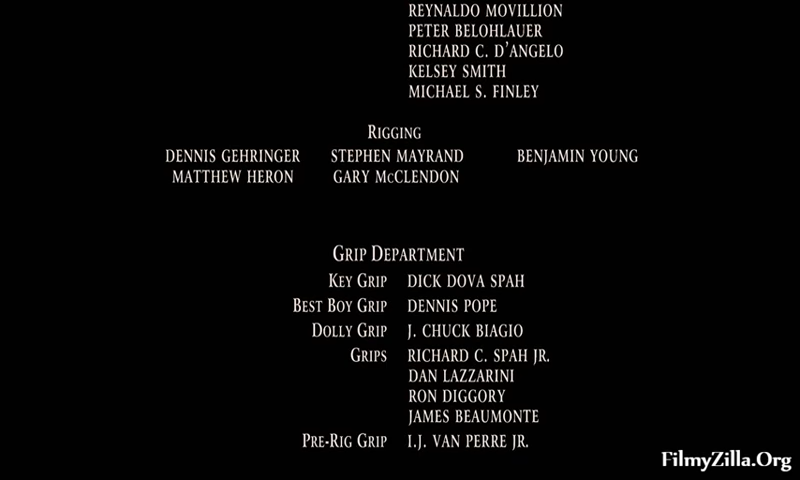 REYNALDO MOVILLION
PETER BELOHLAUER
RICHARD C. D'ANGELO
KELSEY SMITH
MICHAEL S. FINLEY
RIGGING
DENNIS GEHRINGER STEPHEN MAYRAND BENJAMIN YOUNG
MATTHEW HERON GARY McCLENDON
GRIP DEPARTMENT
KEY GRIP DICK DOVA SPAH
BEST BOY GRIP DENNIS POPE
DOLLY GRIP J. CHUCK BIAGIO
GRIPS RICHARD C. SPAH JR.
DAN LAZZARINI
RON DIGGORY
JAMES BEAUMONTE
PRE-RIG GRIP I.J. VAN PERRE JR.
FilmyZilla.Org